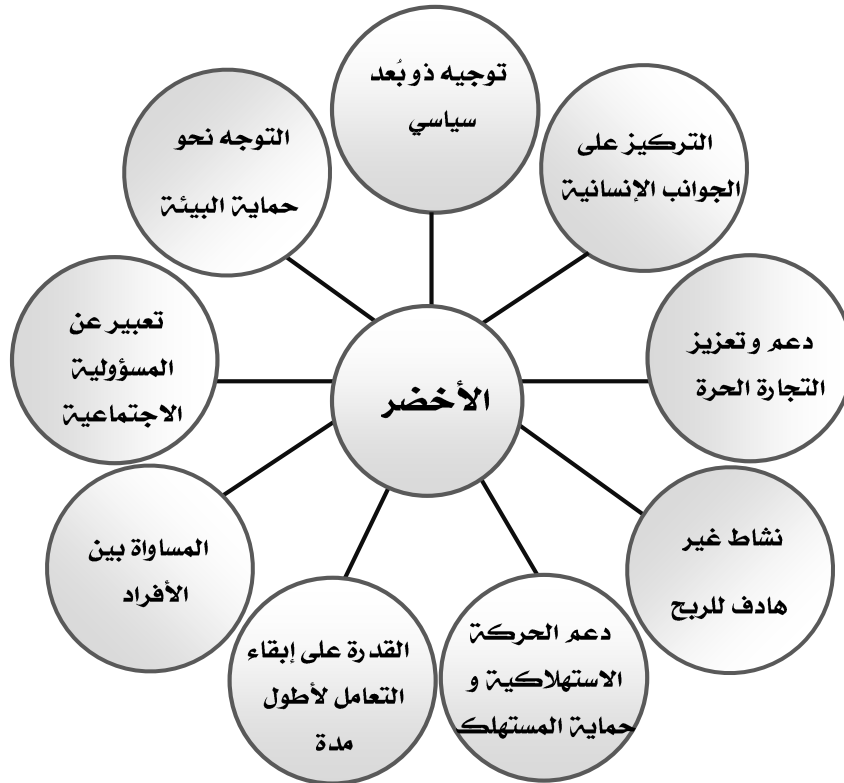 توجيه ذو بُعد
سياسي
التركيز على
الجوانب الإنسانية
دعم و تعزيز
التجارة الحرة
نشاط غير
هادف للربح
دعم الحركة
الاستهلاكية و
حماية المستهلك
القدرة على إبقاء
التعامل لأطول
مدة
المساواة بين
الأفراد
تعبير عن
المسؤولية
الاجتماعية
التوجه نحو
حماية البيئة
الأخضر